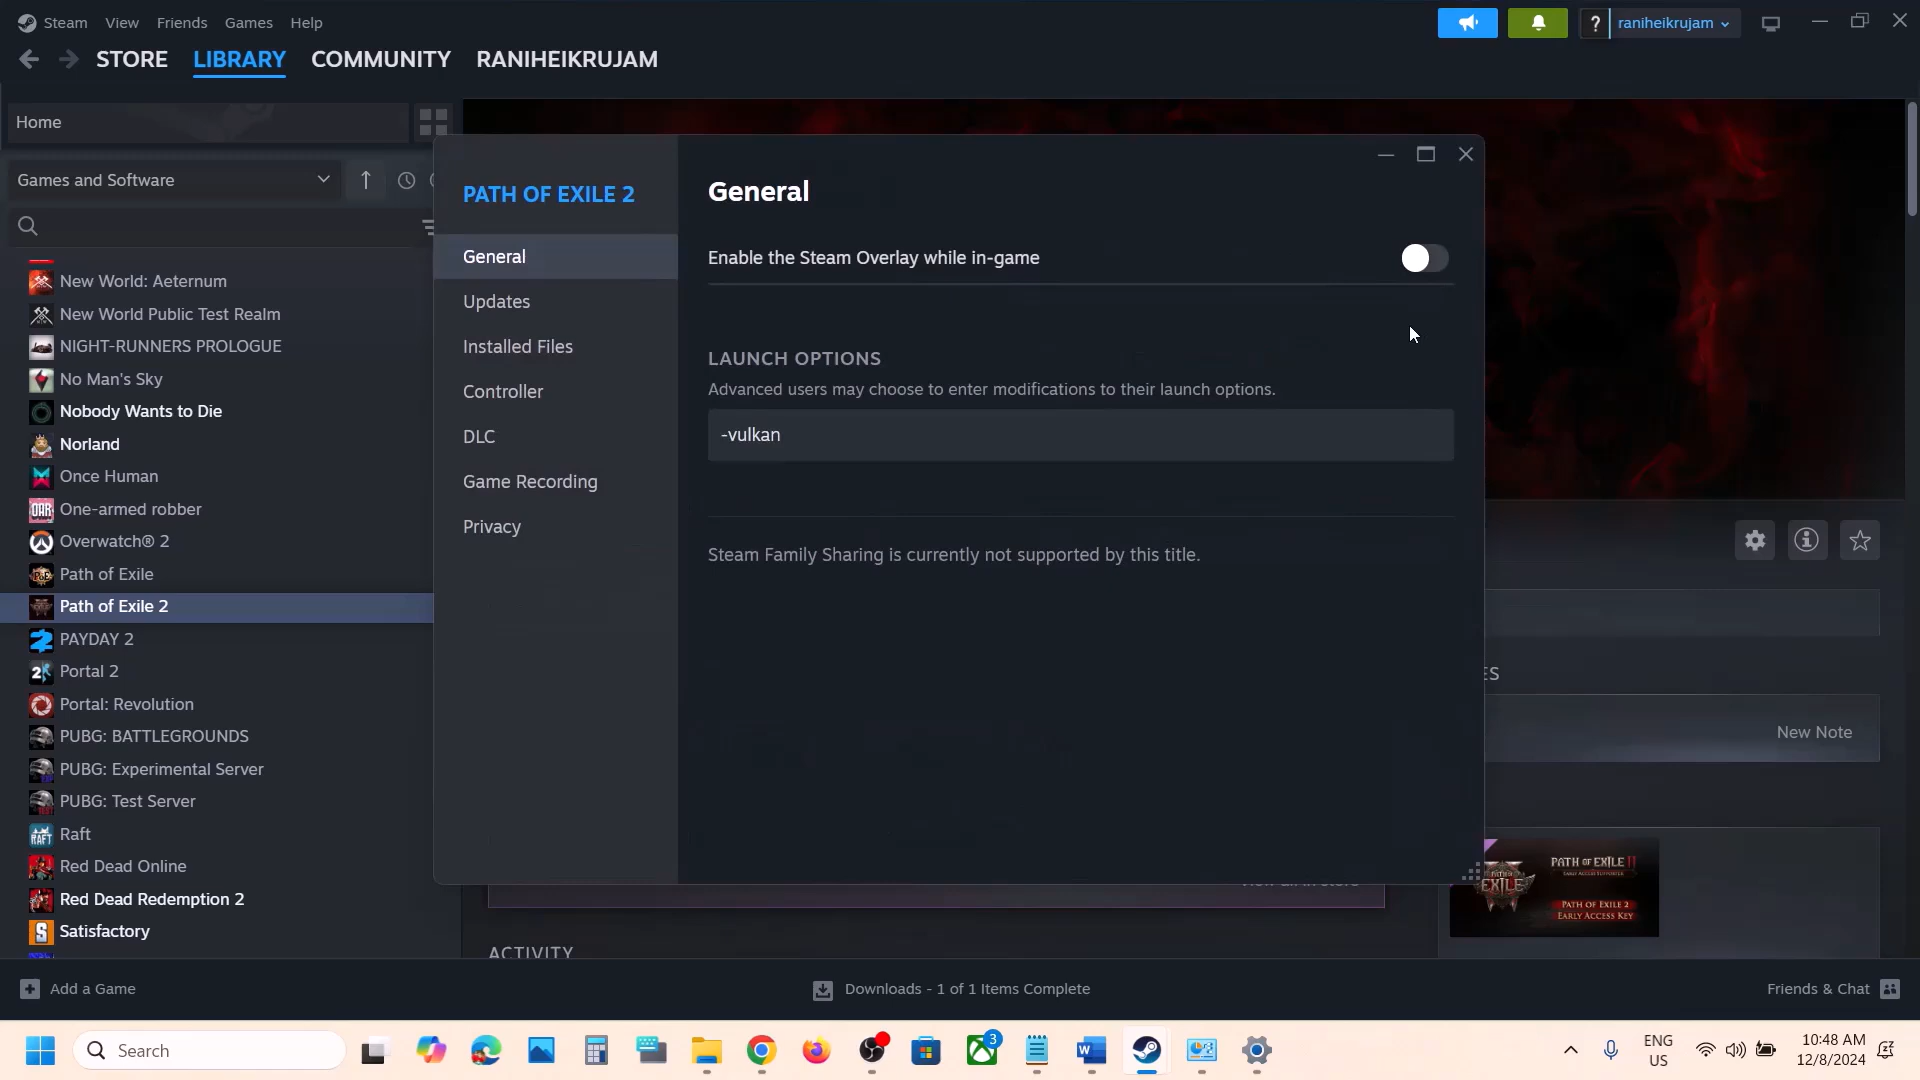 Steam View Friends Games Help
? raniheikrujam
STORE LIBRARY COMMUNITY RANIHEIKRUJAM
Home
Games and Software
New World: Aeternum
New World Public Test Realm
NIGHT-RUNNERS PROLOGUE
No Man's Sky
Nobody Wants to Die
Norland
Once Human
One-armed robber
Overwatch® 2
Path of Exile
Path of Exile 2
PAYDAY 2
Portal 2
Portal: Revolution
PUBG: BATTLEGROUNDS
PUBG: Experimental Server
PUBG: Test Server
Raft
Red Dead Online
Red Dead Redemption 2
Satisfactory
PATH OF EXILE 2
General
Updates
Installed Files
Controller
DLC
Game Recording
Privacy
General
Enable the Steam Overlay while in-game
LAUNCH OPTIONS
Advanced users may choose to enter modifications to their launch options.
-vulkan
Steam Family Sharing is currently not supported by this title.
ES
New Note
PATH OF EXILE II
EXILE
PATH OF EXILE 2
EARLY ACCESS KEY
ACTIVITY
Add a Game
Downloads - 1 of 1 Items Complete
Friends & Chat
Search
3
ENG
US
10:48 AM
12/8/2024